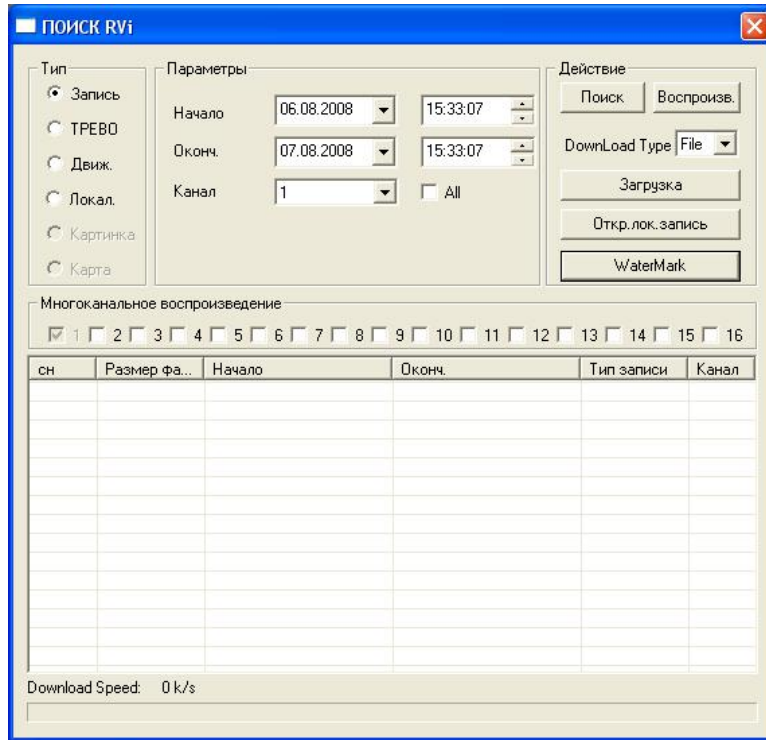 ПОИСК RVi
Тип
Запись
ТРЕВО
Движ.
Локал.
Картинка
Карта
Параметры
Начало 06.08.2008 15:33:07
Оконч. 07.08.2008 15:33:07
Канал 1 All
Действие
Поиск Воспроизв.
DownLoad Type File
Загрузка
Откр.лок.запись
WaterMark
Многоканальное воспроизведение
1 2 3 4 5 6 7 8 9 10 11 12 13 14 15 16
сн Размер фа... Начало Оконч. Тип записи Канал
Download Speed: 0 k/s